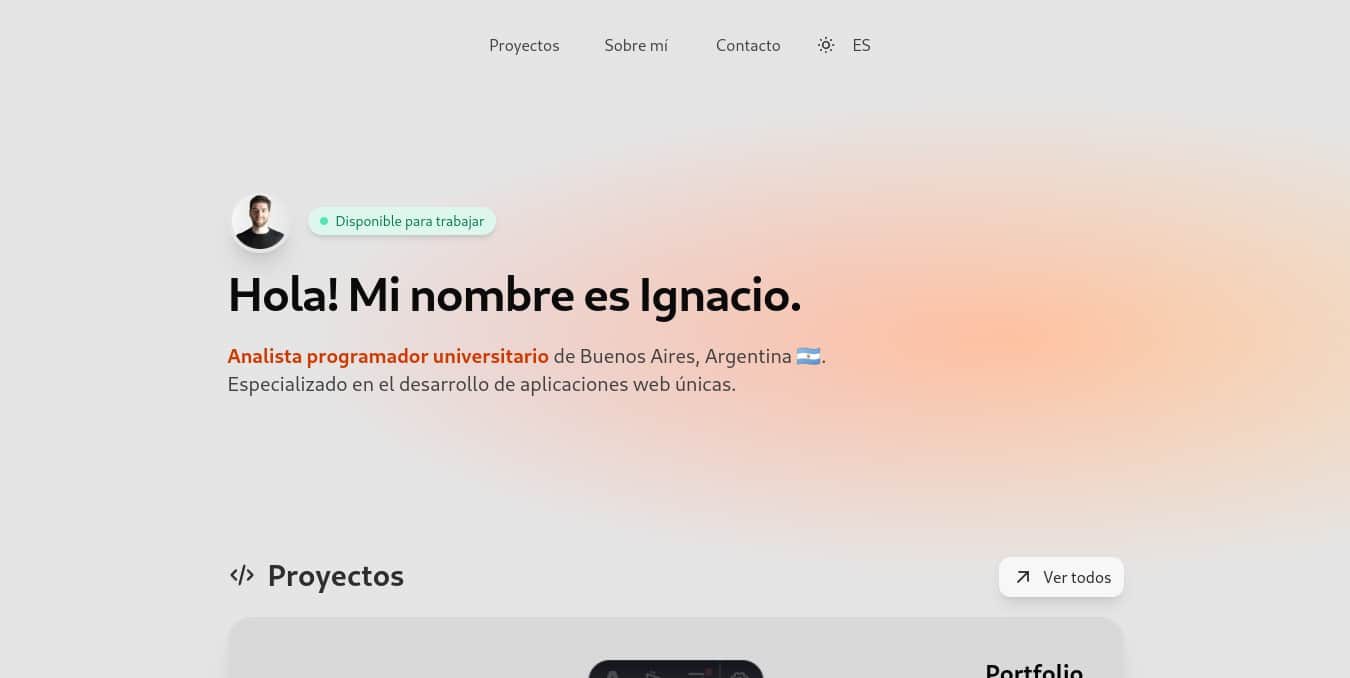 Proyectos Sobre mí Contacto ES
Disponible para trabajar
Hola! Mi nombre es Ignacio.
Analista programador universitario de Buenos Aires, Argentina 🇦🇷.
Especializado en el desarrollo de aplicaciones web únicas.
</> Proyectos
Ver todos
Portfolio